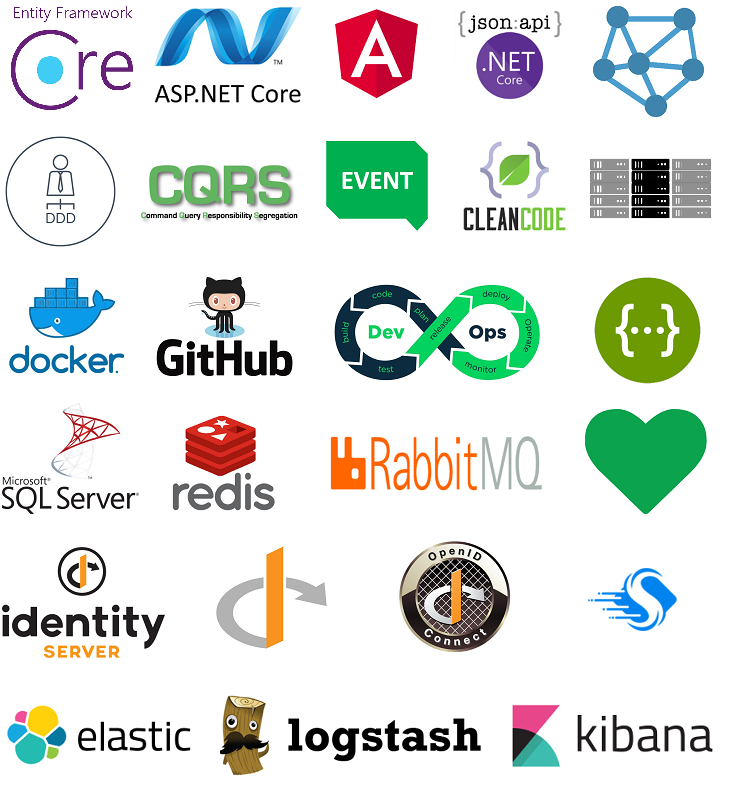 Entity Framework
Core
ASP.NET Core
TM
A
{json:api}
.NET
Core
DDD
CQRS
Command Query Responsibility Segregation
EVENT
{ }
CLEANCODE
docker
GitHub
code
plan
build
test
Dev
release
deploy
Operate
monitor
Ops
{···}
Microsoft®
SQL Server®
redis
RabbitMQ
identity
SERVER
OpenID
Connect
elastic
logstash
kibana